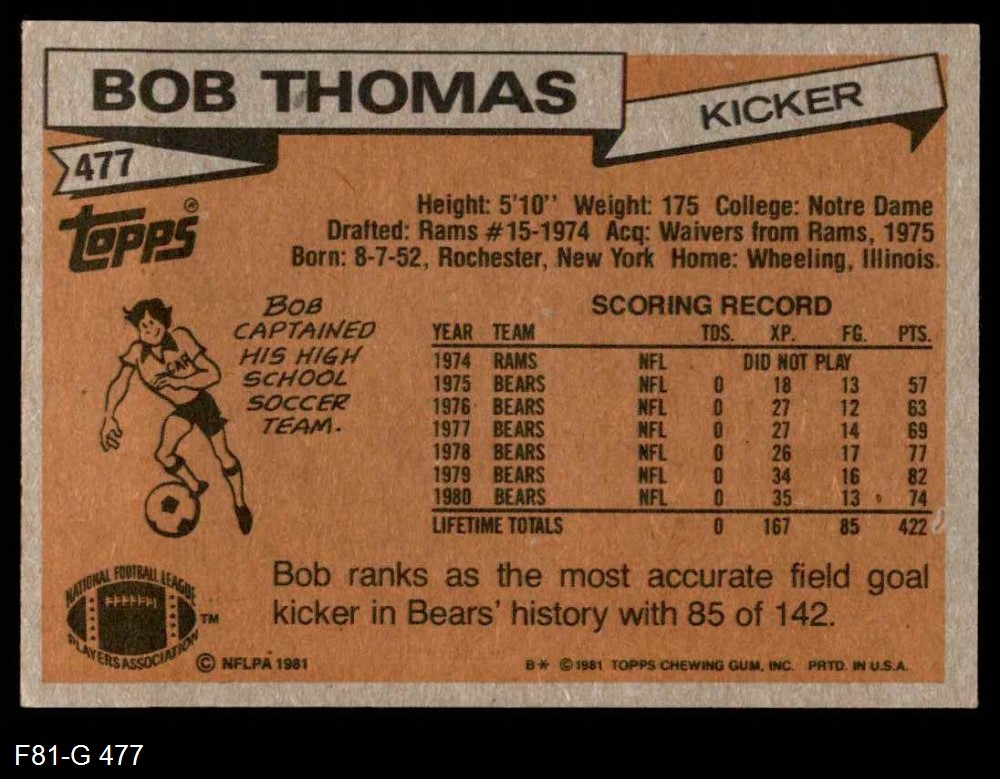 BOB THOMAS
KICKER
477
TOPPS®
Height: 5'10'' Weight: 175 College: Notre Dame
Drafted: Rams #15-1974 Acq: Waivers from Rams, 1975
Born: 8-7-52, Rochester, New York Home: Wheeling, Illinois.
BOB
CAPTAINED
HIS HIGH
SCHOOL
SOCCER
TEAM.
CAP
SCORING RECORD
YEAR TEAM TDS. XP. FG. PTS.
1974 RAMS NFL DID NOT PLAY
1975 BEARS NFL 0 18 13 57
1976 BEARS NFL 0 27 12 63
1977 BEARS NFL 0 27 14 69
1978 BEARS NFL 0 26 17 77
1979 BEARS NFL 0 34 16 82
1980 BEARS NFL 0 35 13 74
LIFETIME TOTALS 0 167 85 422
Bob ranks as the most accurate field goal
kicker in Bears' history with 85 of 142.
NATIONAL FOOTBALL LEAGUE
PLAYERS ASSOCIATION
TM
© NFLPA 1981
B* © 1981 TOPPS CHEWING GUM, INC. PRTD. IN U.S.A.
F81-G 477